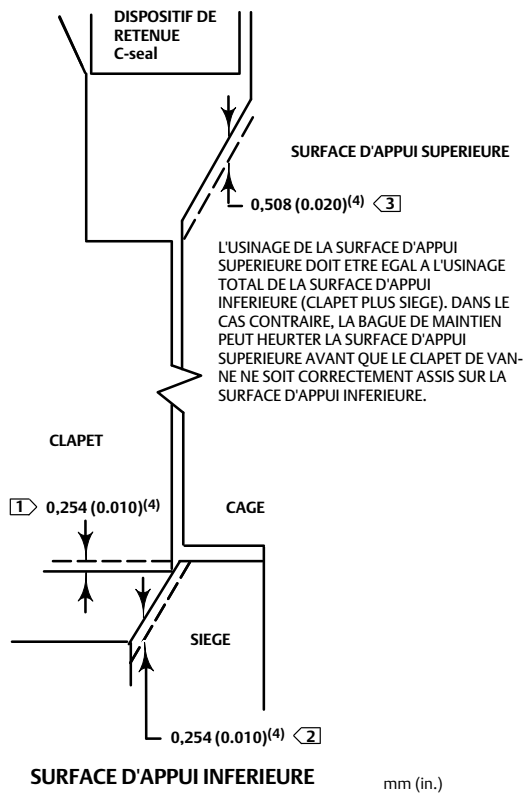 DISPOSITIF DE
RETENUE
C-seal
SURFACE D'APPUI SUPERIEURE
0,508 (0.020)(4) 3
L'USINAGE DE LA SURFACE D'APPUI
SUPERIEURE DOIT ETRE EGAL A L'USINAGE
TOTAL DE LA SURFACE D'APPUI
INFERIEURE (CLAPET PLUS SIEGE). DANS LE
CAS CONTRAIRE, LA BAGUE DE MAINTIEN
PEUT HEURTER LA SURFACE D'APPUI
SUPERIEURE AVANT QUE LE CLAPET DE VAN-
NE NE SOIT CORRECTEMENT ASSIS SUR LA
SURFACE D'APPUI INFERIEURE.
CLAPET
1 0,254 (0.010)(4)
CAGE
SIEGE
0,254 (0.010)(4) 2
SURFACE D'APPUI INFERIEURE
mm (in.)